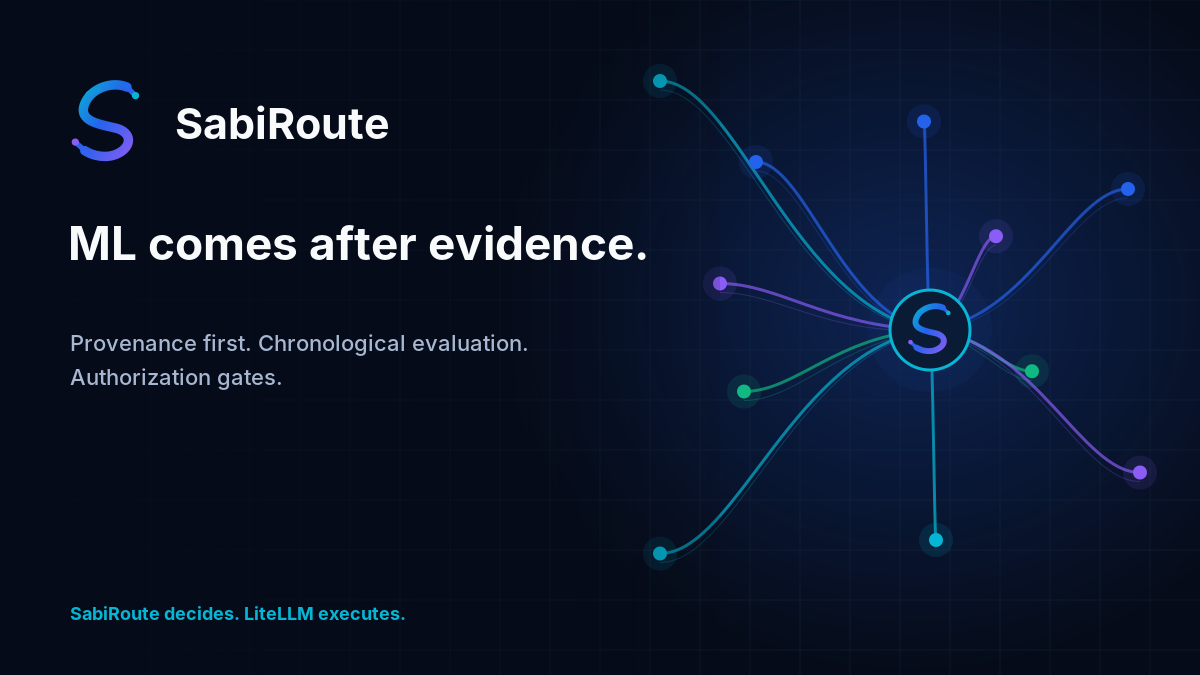 SabiRoute
ML comes after evidence.
Provenance first. Chronological evaluation.
Authorization gates.
SabiRoute decides. LiteLLM executes.